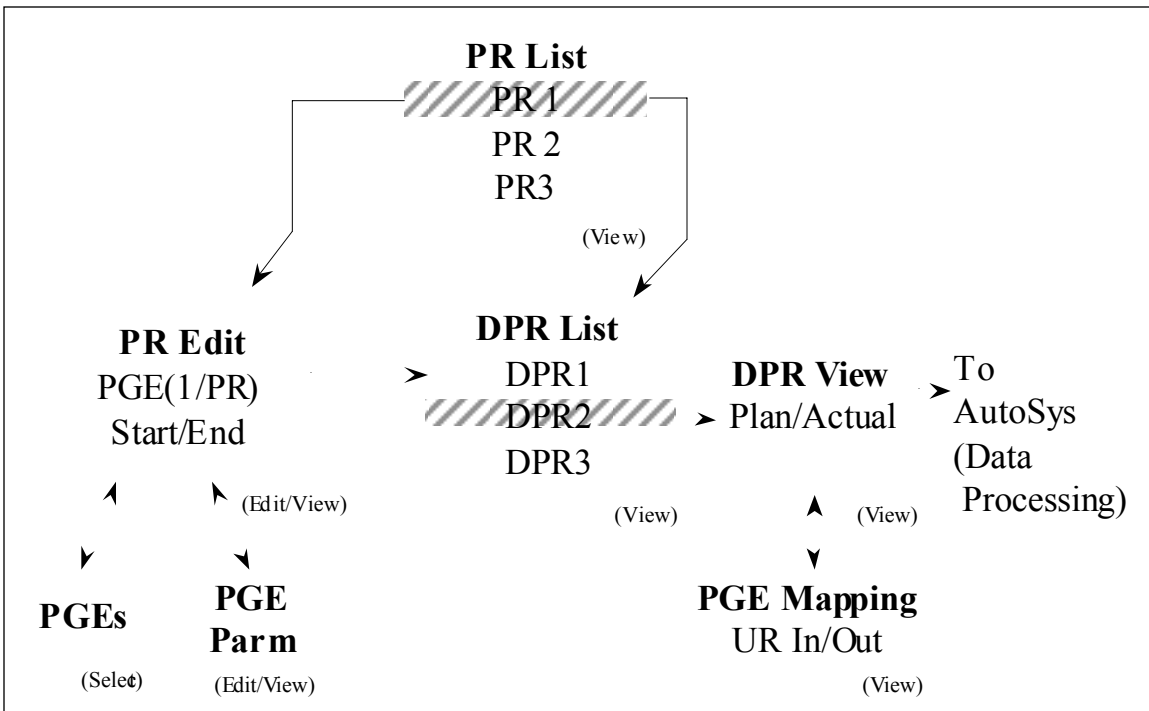 PR List
PR 1
PR 2
PR3
(View)
PR Edit
PGE(1/PR)
Start/End
(Edit/View)
DPR List
DPR1
DPR2
DPR3
(View)
DPR View
Plan/Actual
(View)
To
AutoSys
(Data
Processing)
PGEs
(Select)
PGE
Parm
(Edit/View)
PGE Mapping
UR In/Out
(View)